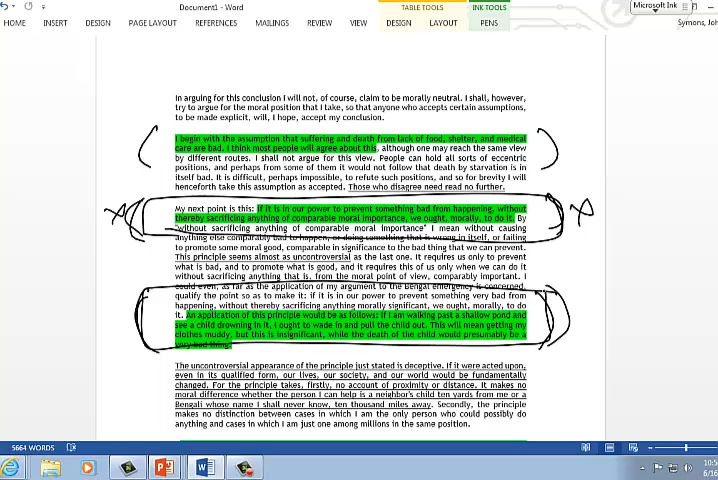 Document1 - Word
TABLE TOOLS
INK TOOLS
Microsoft Ink
HOME INSERT DESIGN PAGE LAYOUT REFERENCES MAILINGS REVIEW VIEW DESIGN LAYOUT PENS
Symons, Joh
In arguing for this conclusion I will not, of course, claim to be morally neutral. I shall, however,
try to argue for the moral position that I take, so that anyone who accepts certain assumptions,
to be made explicit, will, I hope, accept my conclusion.
I begin with the assumption that suffering and death from lack of food, shelter, and medical
care are bad. I think most people will agree about this, although one may reach the same view
by different routes. I shall not argue for this view. People can hold all sorts of eccentric
positions, and perhaps from some of them it would not follow that death by starvation is in
itself bad. It is difficult, perhaps impossible, to refute such positions, and so for brevity I will
henceforth take this assumption as accepted. Those who disagree need read no further.
My next point is this: If it is in our power to prevent something bad from happening, without
thereby sacrificing anything of comparable moral importance, we ought, morally, to do it. By
"without sacrificing anything of comparable moral importance" I mean without causing
anything else comparably bad to happen, or doing something that is wrong in itself, or failing
to promote some moral good, comparable in significance to the bad thing that we can prevent.
This principle seems almost as uncontroversial as the last one. It requires us only to prevent
what is bad, and to promote what is good, and it requires this of us only when we can do it
without sacrificing anything that is, from the moral point of view, comparably important. I
could even, as far as the application of my argument to the Bengal emergency is concerned,
qualify the point so as to make it: if it is in our power to prevent something very bad from
happening, without thereby sacrificing anything morally significant, we ought, morally, to do
it. An application of this principle would be as follows: if I am walking past a shallow pond and
see a child drowning in it, I ought to wade in and pull the child out. This will mean getting my
clothes muddy, but this is insignificant, while the death of the child would presumably be a
very bad thing.
The uncontroversial appearance of the principle just stated is deceptive. If it were acted upon,
even in its qualified form, our lives, our society, and our world would be fundamentally
changed. For the principle takes, firstly, no account of proximity or distance. It makes no
moral difference whether the person I can help is a neighbor's child ten yards from me or a
Bengali whose name I shall never know, ten thousand miles away. Secondly, the principle
makes no distinction between cases in which I am the only person who could possibly do
anything and cases in which I am just one among millions in the same position.
5664 WORDS
10:5
6/16